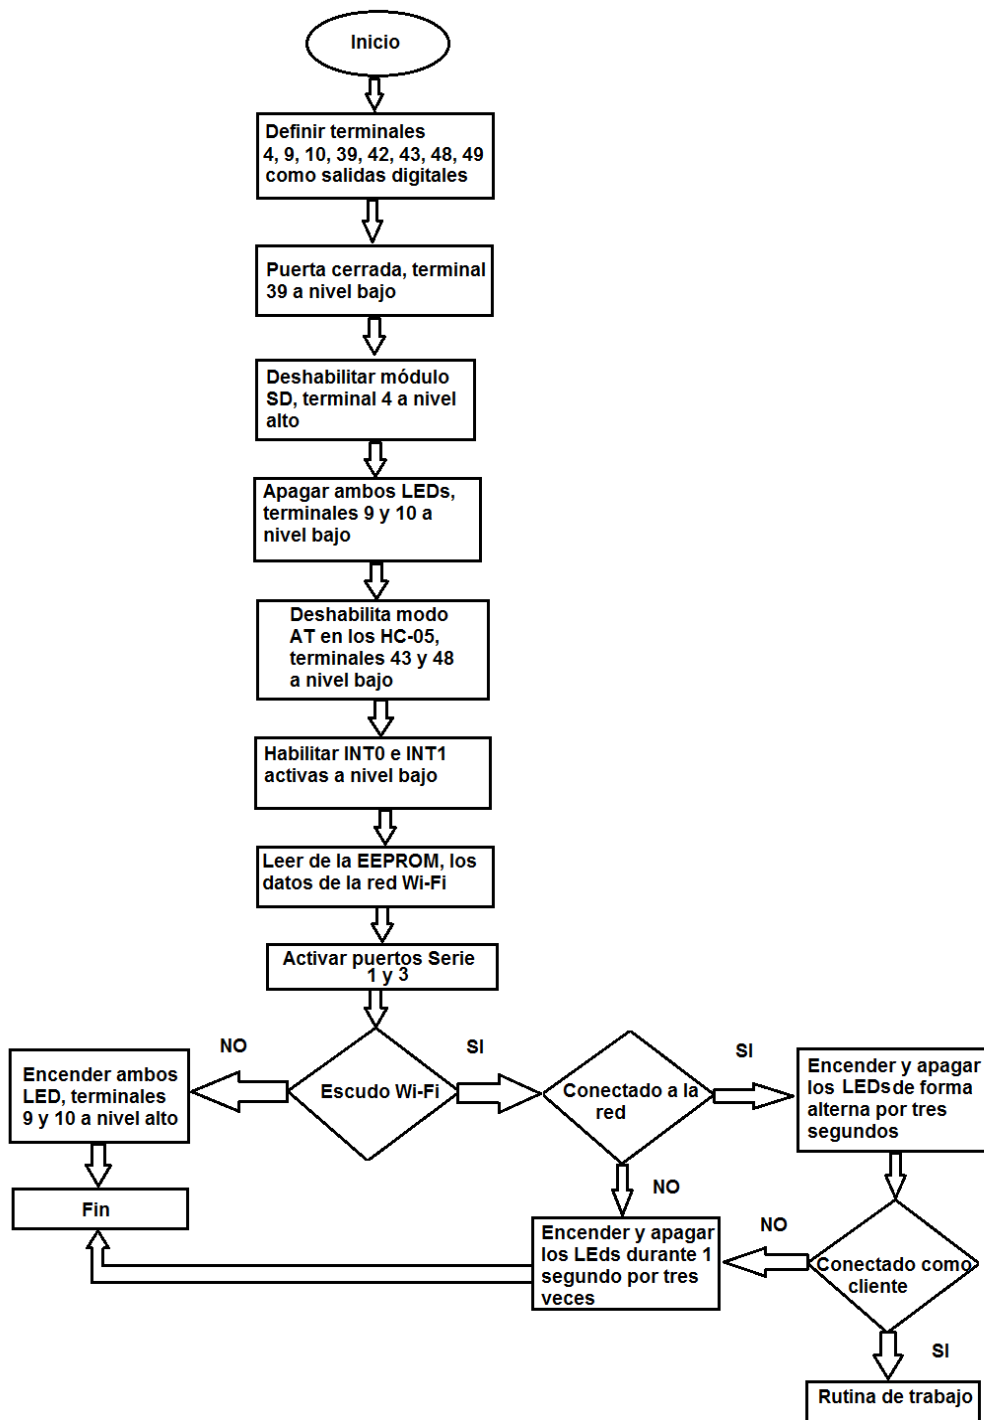 Inicio
Definir terminales
4, 9, 10, 39, 42, 43, 48, 49
como salidas digitales
Puerta cerrada, terminal
39 a nivel bajo
Deshabilitar módulo
SD, terminal 4 a nivel
alto
Apagar ambos LEDs,
terminales 9 y 10 a
nivel bajo
Deshabilita modo
AT en los HC-05,
terminales 43 y 48
a nivel bajo
Habilitar INT0 e INT1
activas a nivel bajo
Leer de la EEPROM, los
datos de la red Wi-Fi
Activar puertos Serie
1 y 3
Escudo Wi-Fi
NO
Encender ambos
LED, terminales
9 y 10 a nivel alto
Fin
SI
Conectado a la
red
SI
Encender y apagar
los LEDs de forma
alterna por tres
segundos
NO
Encender y apagar
los LEds durante 1
segundo por tres
veces
NO
Conectado como
cliente
SI
Rutina de trabajo